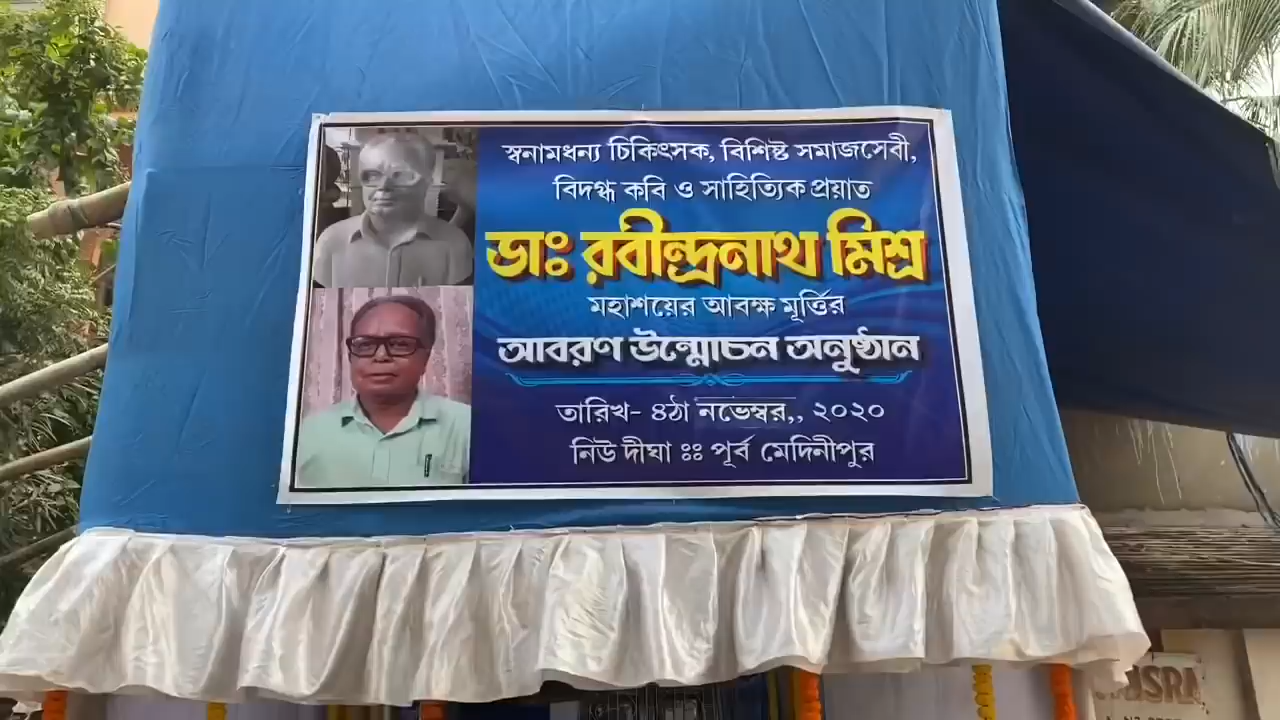 স্বনামধন্য চিকিৎসক, বিশিষ্ট সমাজসেবী,
বিদগ্ধ কবি ও সাহিত্যিক প্রয়াত
ডাঃ রবীন্দ্রনাথ মিশ্র
মহাশয়ের আবক্ষ মূর্ত্তির
আবরণ উন্মোচন অনুষ্ঠান
তারিখ- ৪ঠা নভেম্বর,, ২০২০
নিউ দীঘা ঃঃ পূর্ব মেদিনীপুর